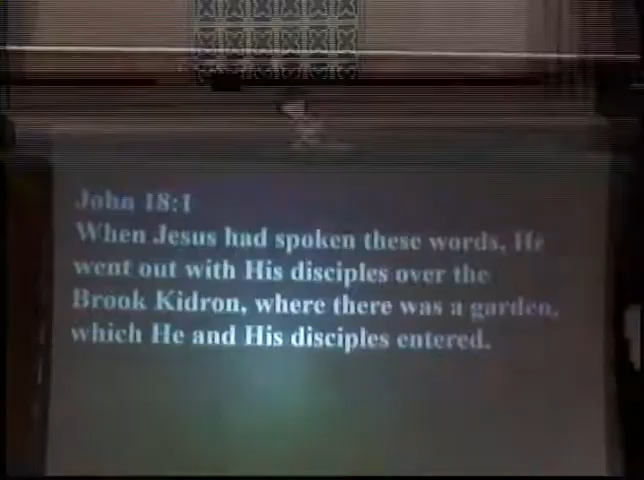 John 18:1
When Jesus had spoken these words, He
went out with His disciples over the
Brook Kidron, where there was a garden,
which He and His disciples entered.